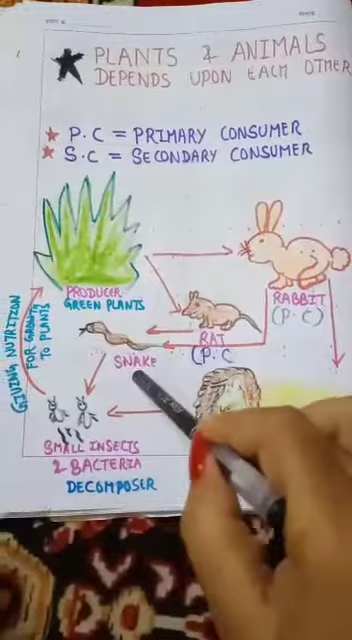 PLANTS & ANIMALS
DEPENDS UPON EACH OTHER
P.C = PRIMARY CONSUMER
S.C = SECONDARY CONSUMER
PRODUCER
GREEN PLANTS
RABBIT
(P.C)
RAT
(P.C
SNAKE
GIVING NUTRITION
FOR GROWTH
TO PLANTS
SMALL INSECTS
& BACTERIA
DECOMPOSER